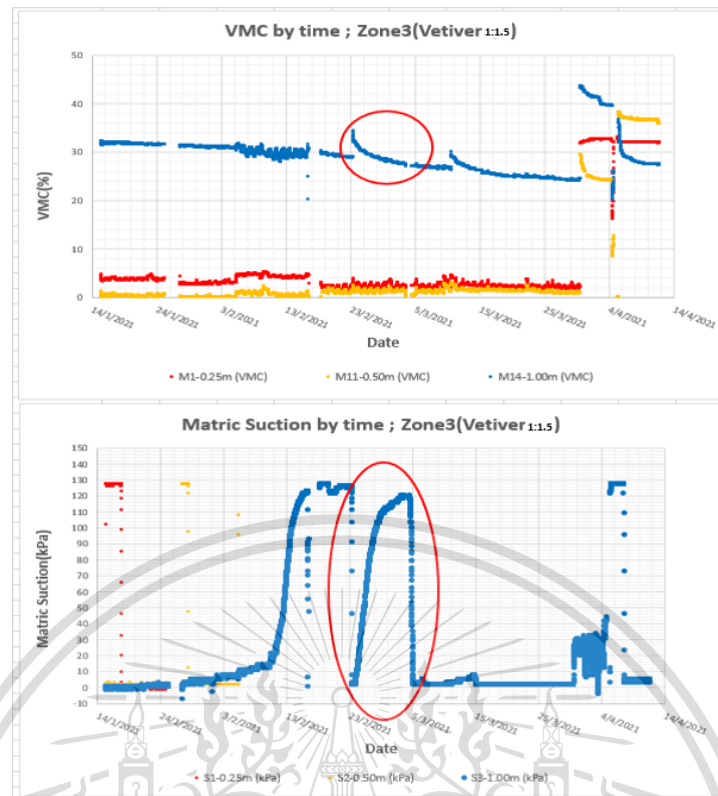 VMC by time ; Zone3(Vetiver 1:1.5)
60
50
40
30
20
10
0
VMC(%)
14/1/2021 24/1/2021 3/2/2021 13/2/2021 23/2/2021 5/3/2021 15/3/2021 25/3/2021 4/4/2021 14/4/2021
Date
M1-0.25m (VMC) M11-0.50m (VMC) M14-1.00m (VMC)
Matric Suction by time ; Zone3(Vetiver 1:1.5)
150
140
130
120
110
100
90
80
70
60
50
40
30
20
10
0
-10
Matric Suction(kPa)
14/1/2021 24/1/2021 3/2/2021 13/2/2021 23/2/2021 5/3/2021 15/3/2021 25/3/2021 4/4/2021 14/4/2021
Date
S1-0.25m (kPa) S2-0.50m (kPa) S3-1.00m (kPa)